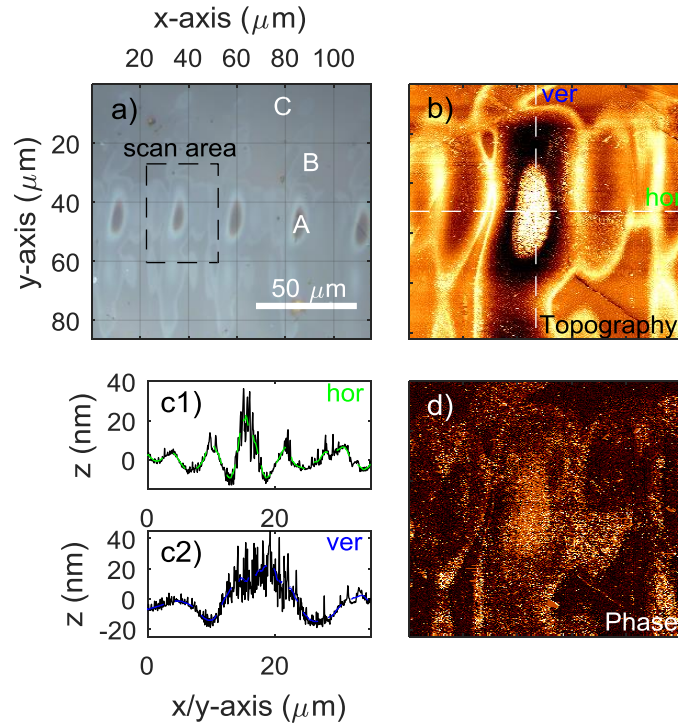 x-axis (μm)
20 40 60 80 100
a)
C
b)
ver
0
20
scan area
B
hor
y-axis (μm)
40
A
60
50 μm
80
Topography
40
c1)
hor
d)
z (nm)
20
0
0
20
40
c2)
ver
z (nm)
20
0
-20
Phase
0
20
x/y-axis (μm)